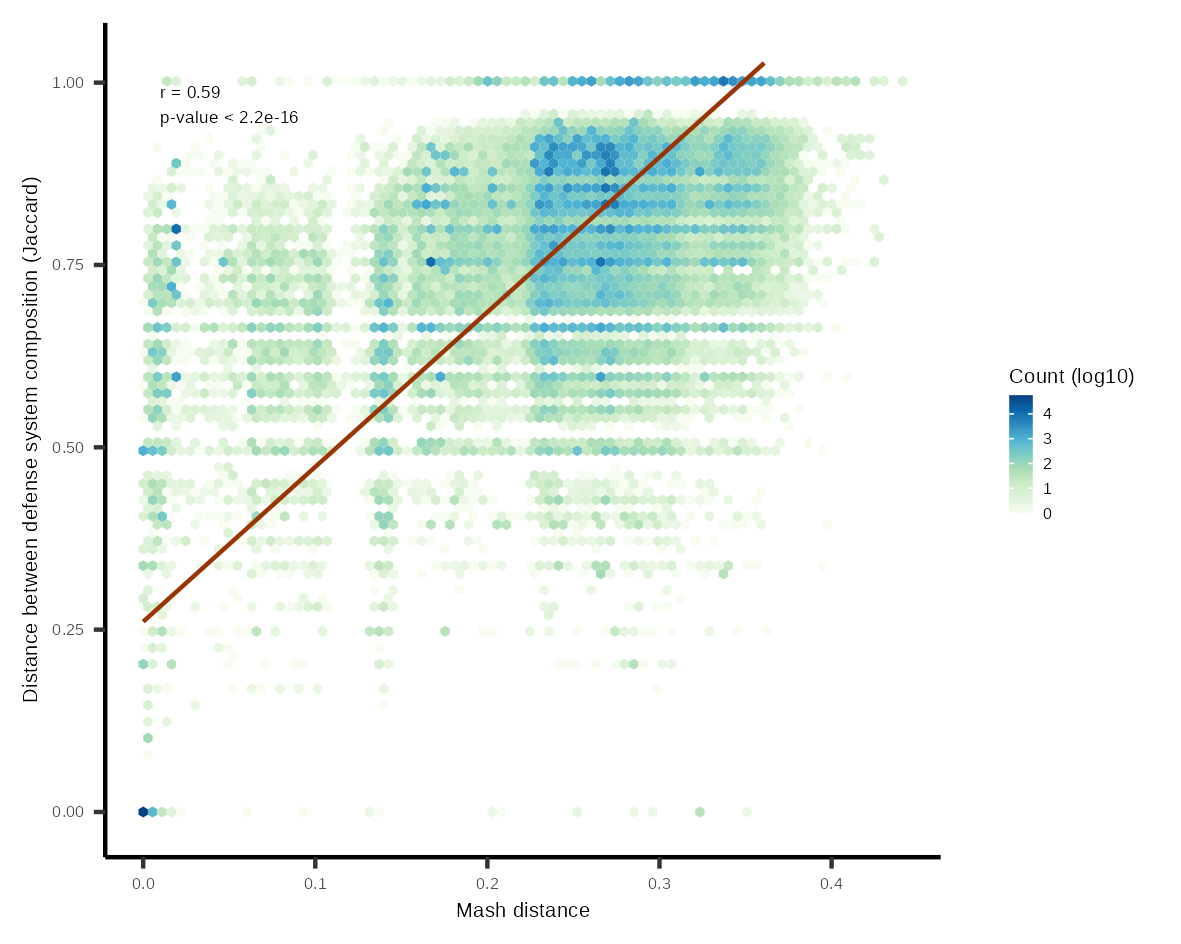 r = 0.59
p-value < 2.2e-16
1.00
0.75
0.50
0.25
0.00
Distance between defense system composition (Jaccard)
0.0 0.1 0.2 0.3 0.4
Mash distance
Count (log10)
4
3
2
1
0